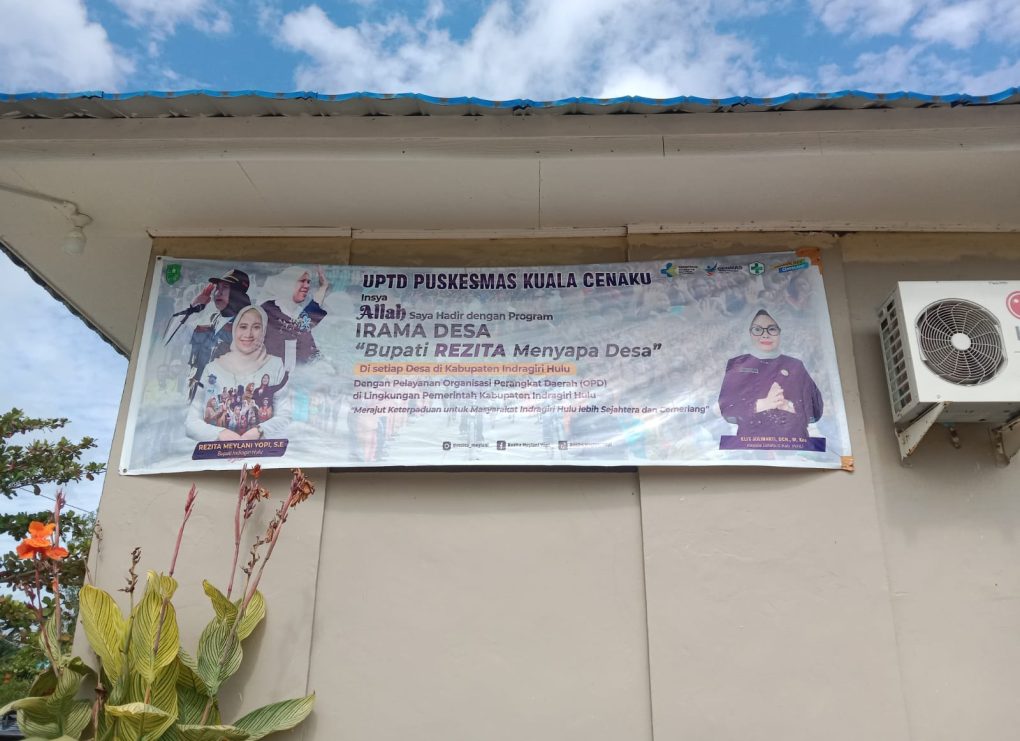 UPTD PUSKESMAS KUALA CENAKU
Insya
Allah Saya Hadir dengan Program
IRAMA DESA
"Bupati REZITA Menyapa Desa"
Di setiap Desa di Kabupaten Indragiri Hulu
Dengan Pelayanan Organisasi Perangkat Daerah (OPD)
di Lingkungan Pemerintah Kabupaten Indragiri Hulu
"Merajut Keterpaduan untuk Masyarakat Indragiri Hulu lebih Sejahtera dan Gemerlang"
REZITA MEYLANI YOPI, S.E
Bupati Indragiri Hulu
GERMAS